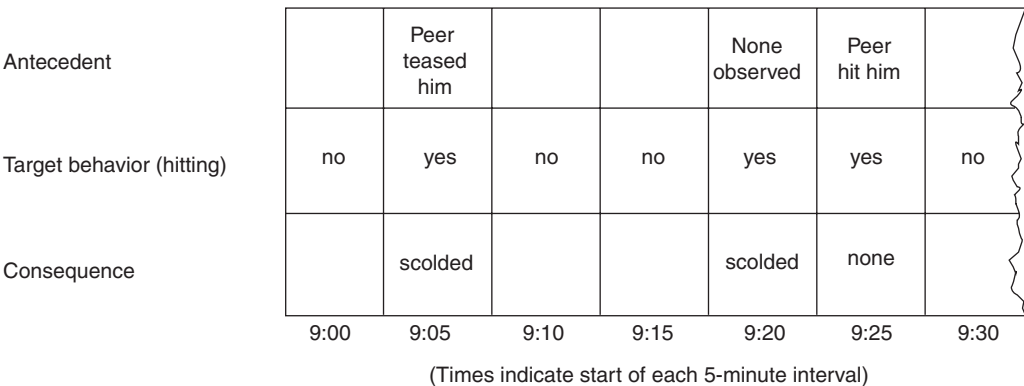 Antecedent
Peer
teased
him
None
observed
Peer
hit him
Target behavior (hitting)
no
yes
no
no
yes
yes
no
Consequence
scolded
scolded
none
9:00
9:05
9:10
9:15
9:20
9:25
9:30
(Times indicate start of each 5-minute interval)